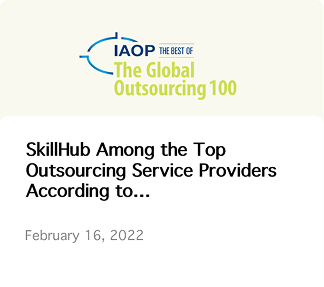 IAOP THE BEST OF
The Global
Outsourcing 100
SkillHub Among the Top
Outsourcing Service Providers
According to...
February 16, 2022